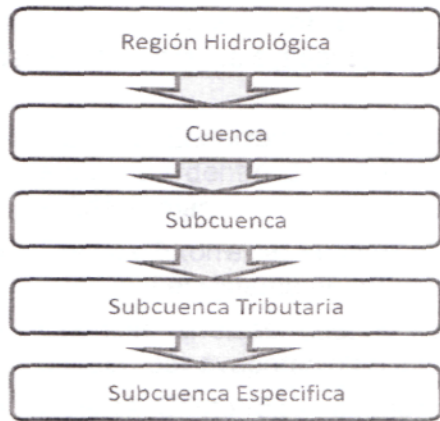 Región Hidrológica
Cuenca
Subcuenca
Subcuenca Tributaria
Subcuenca Especifica